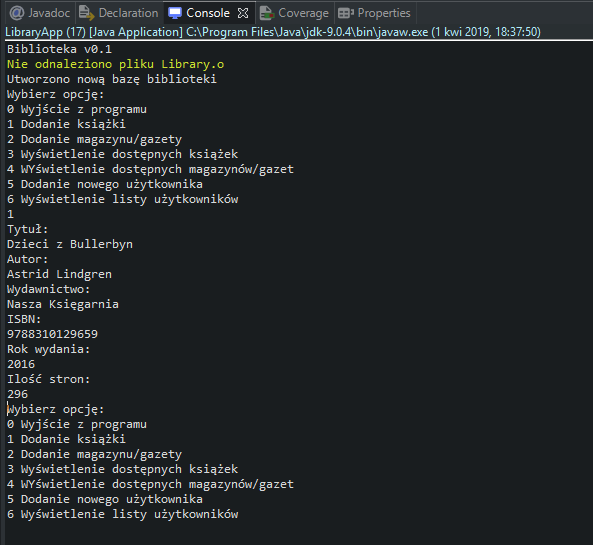 Javadoc Declaration Console Coverage Properties
LibraryApp (17) [Java Application] C:\Program Files\Java\jdk-9.0.4\bin\javaw.exe (1 kwi 2019, 18:37:50)
Biblioteka v0.1
Nie odnaleziono pliku Library.o
Utworzono nową bazę biblioteki
Wybierz opcję:
0 Wyjście z programu
1 Dodanie książki
2 Dodanie magazynu/gazety
3 Wyświetlenie dostępnych książek
4 WYświetlenie dostępnych magazynów/gazet
5 Dodanie nowego użytkownika
6 Wyświetlenie listy użytkowników
1
Tytuł:
Dzieci z Bullerbyn
Autor:
Astrid Lindgren
Wydawnictwo:
Nasza Księgarnia
ISBN:
9788310129659
Rok wydania:
2016
Ilość stron:
296
Wybierz opcję:
0 Wyjście z programu
1 Dodanie książki
2 Dodanie magazynu/gazety
3 Wyświetlenie dostępnych książek
4 WYświetlenie dostępnych magazynów/gazet
5 Dodanie nowego użytkownika
6 Wyświetlenie listy użytkowników